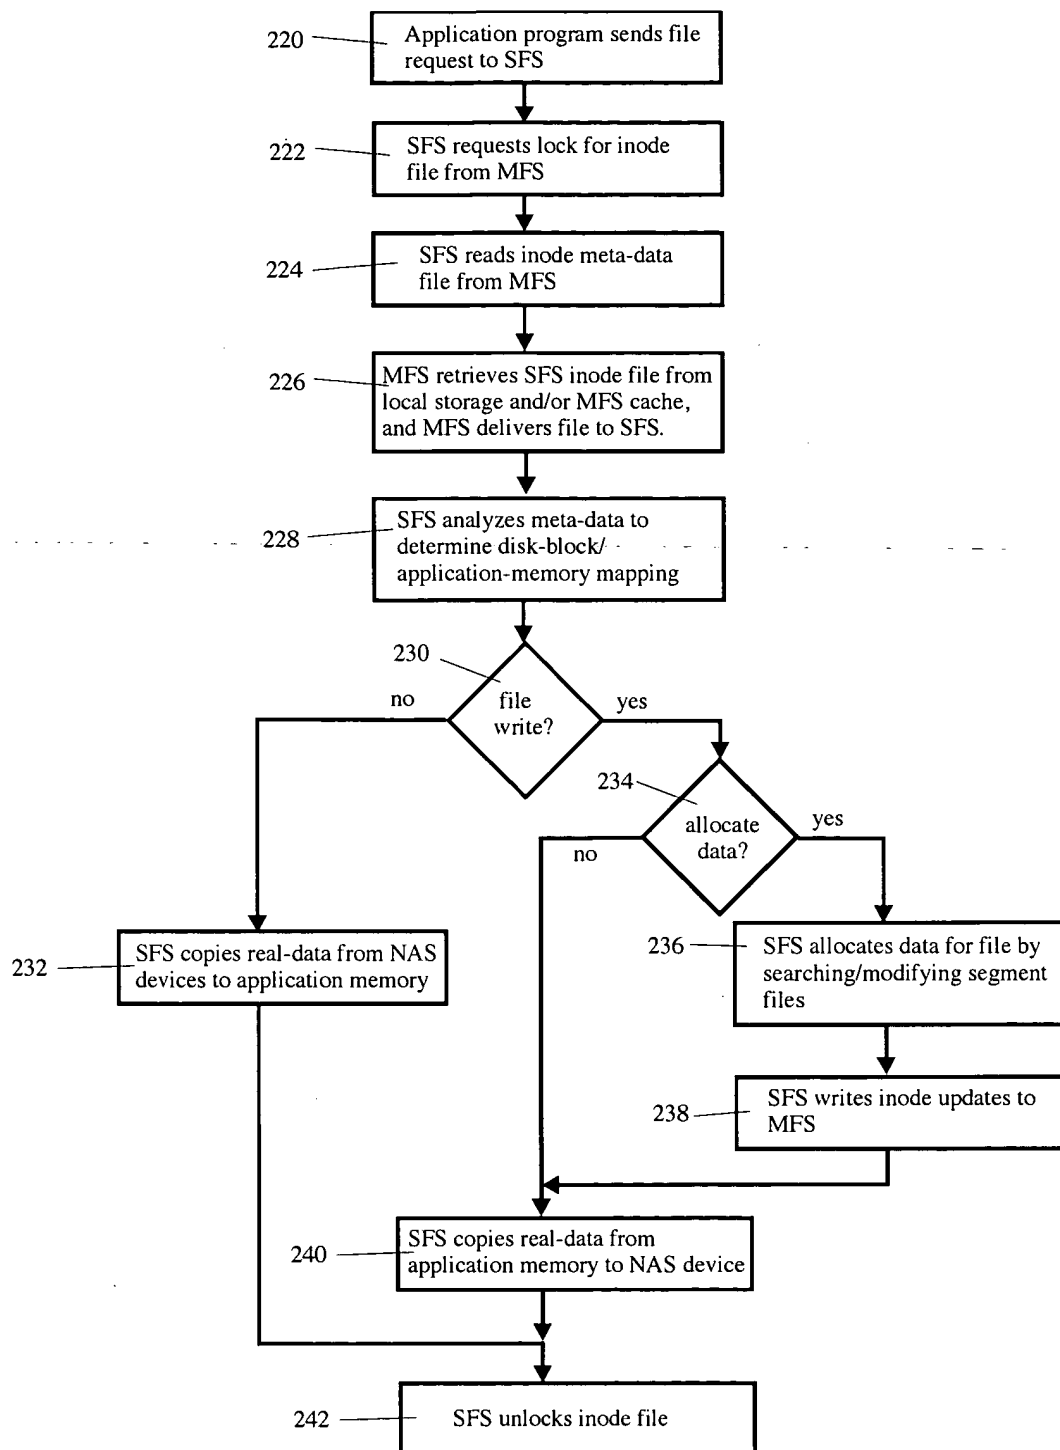 220
Application program sends file
request to SFS
222
SFS requests lock for inode
file from MFS
224
SFS reads inode meta-data
file from MFS
226
MFS retrieves SFS inode file from
local storage and/or MFS cache,
and MFS delivers file to SFS.
228
SFS analyzes meta-data to
determine disk-block/
application-memory mapping
230
file
write?
no
yes
234
allocate
data?
no
yes
232
SFS copies real-data from NAS
devices to application memory
236
SFS allocates data for file by
searching/modifying segment
files
238
SFS writes inode updates to
MFS
240
SFS copies real-data from
application memory to NAS device
242
SFS unlocks inode file